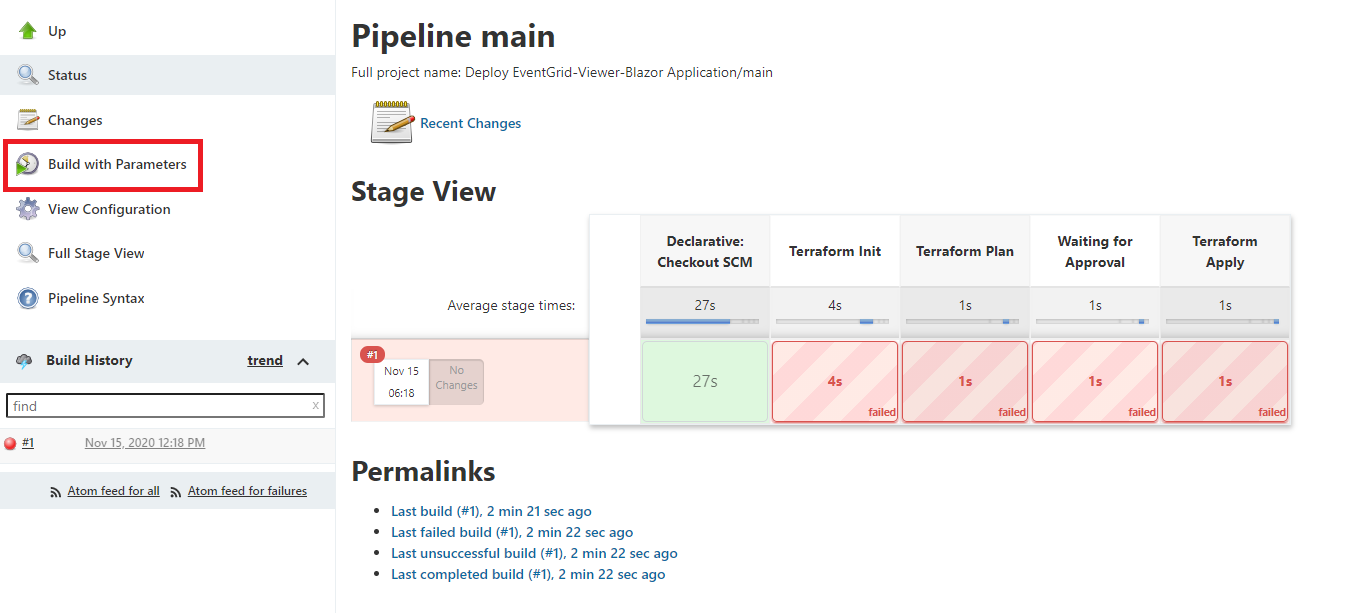 Up
Status
Changes
Build with Parameters
View Configuration
Full Stage View
Pipeline Syntax
Build History trend
find x
#1 Nov 15, 2020 12:18 PM
Atom feed for all Atom feed for failures
Pipeline main
Full project name: Deploy EventGrid-Viewer-Blazor Application/main
Recent Changes
Stage View
Declarative: Checkout SCM
Terraform Init
Terraform Plan
Waiting for Approval
Terraform Apply
Average stage times:
27s 4s 1s 1s 1s
#1
Nov 15
06:18
No
Changes
27s
4s
failed
1s
failed
1s
failed
1s
failed
Permalinks
Last build (#1), 2 min 21 sec ago
Last failed build (#1), 2 min 22 sec ago
Last unsuccessful build (#1), 2 min 22 sec ago
Last completed build (#1), 2 min 22 sec ago